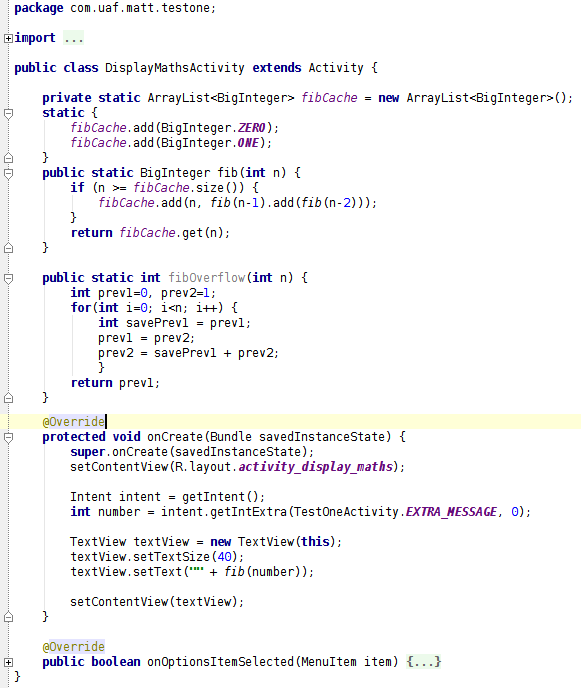 package com.uaf.matt.testone;
import ...
public class DisplayMathsActivity extends Activity {
    private static ArrayList<BigInteger> fibCache = new ArrayList<BigInteger>();
    static {
        fibCache.add(BigInteger.ZERO);
        fibCache.add(BigInteger.ONE);
    }
    public static BigInteger fib(int n) {
        if (n >= fibCache.size()) {
            fibCache.add(n, fib(n-1).add(fib(n-2)));
        }
        return fibCache.get(n);
    }
    public static int fibOverflow(int n) {
        int prev1=0, prev2=1;
        for(int i=0; i<n; i++) {
            int savePrev1 = prev1;
            prev1 = prev2;
            prev2 = savePrev1 + prev2;
            }
        return prev1;
    }
    @Override
    protected void onCreate(Bundle savedInstanceState) {
        super.onCreate(savedInstanceState);
        setContentView(R.layout.activity_display_maths);
        Intent intent = getIntent();
        int number = intent.getIntExtra(TestOneActivity.EXTRA_MESSAGE, 0);
        TextView textView = new TextView(this);
        textView.setTextSize(40);
        textView.setText("" + fib(number));
        setContentView(textView);
    }
    @Override
    public boolean onOptionsItemSelected(MenuItem item) {...}
}